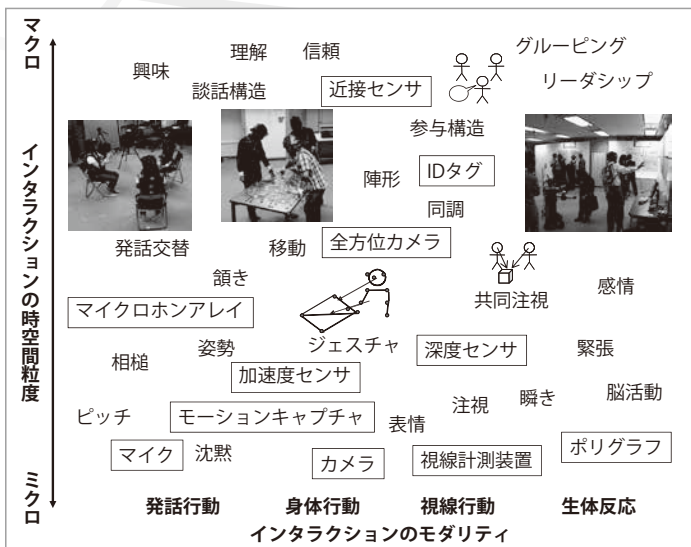 マクロ
インタラクションの時空間粒度
ミクロ
グルーピング
理解
信頼
興味
リーダシップ
談話構造
近接センサ
参与構造
陣形
IDタグ
同調
発話交替
移動
全方位カメラ
頷き
共同注視
感情
マイクロホンアレイ
相槌
姿勢
ジェスチャ
深度センサ
緊張
加速度センサ
ピッチ
モーションキャプチャ
表情
注視
瞬き
脳活動
マイク
沈黙
カメラ
視線計測装置
ポリグラフ
発話行動
身体行動
視線行動
生体反応
インタラクションのモダリティ